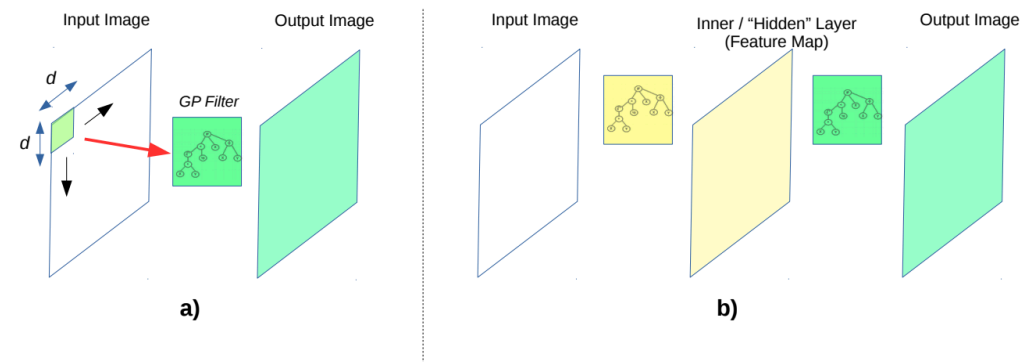 Input Image
Output Image
d
d
GP Filter
a)
Input Image
Inner / “Hidden” Layer
(Feature Map)
Output Image
b)